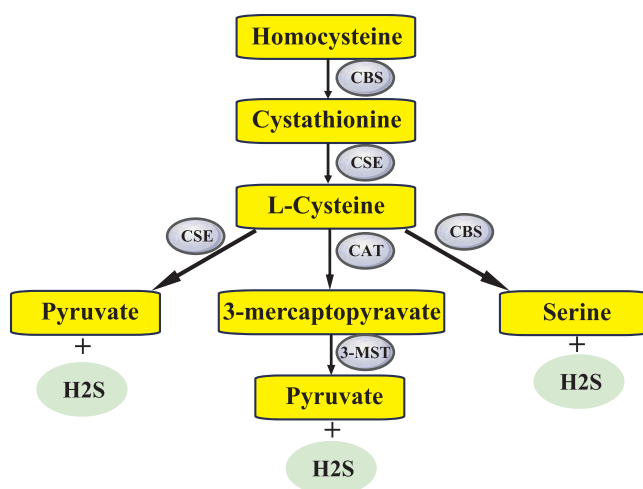 Homocysteine
CBS
Cystathionine
CSE
L-Cysteine
CSE
CAT
CBS
Pyruvate
3-mercaptopyravate
Serine
+
+
H2S
3-MST
H2S
Pyruvate
+
H2S